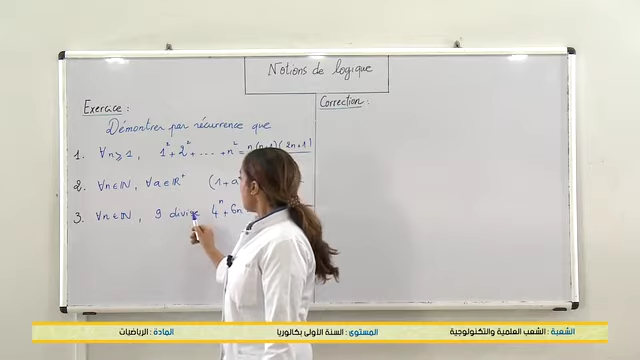 Notions de logique
Exercice :
Démontrer par récurrence que
1. ∀n⩾1, 1² + 2² + ..... + n² = n(n+1)(2n+1)
2. ∀n∈ℕ, ∀a∈ℝ⁺ (1+a
3. ∀n∈ℕ, 9 divise 4ⁿ + 6n
Correction :
الشعبة : الشعب العلمية والتكنولوجية
المستوى : السنة الأولى بكالوريا
المادة : الرياضيات